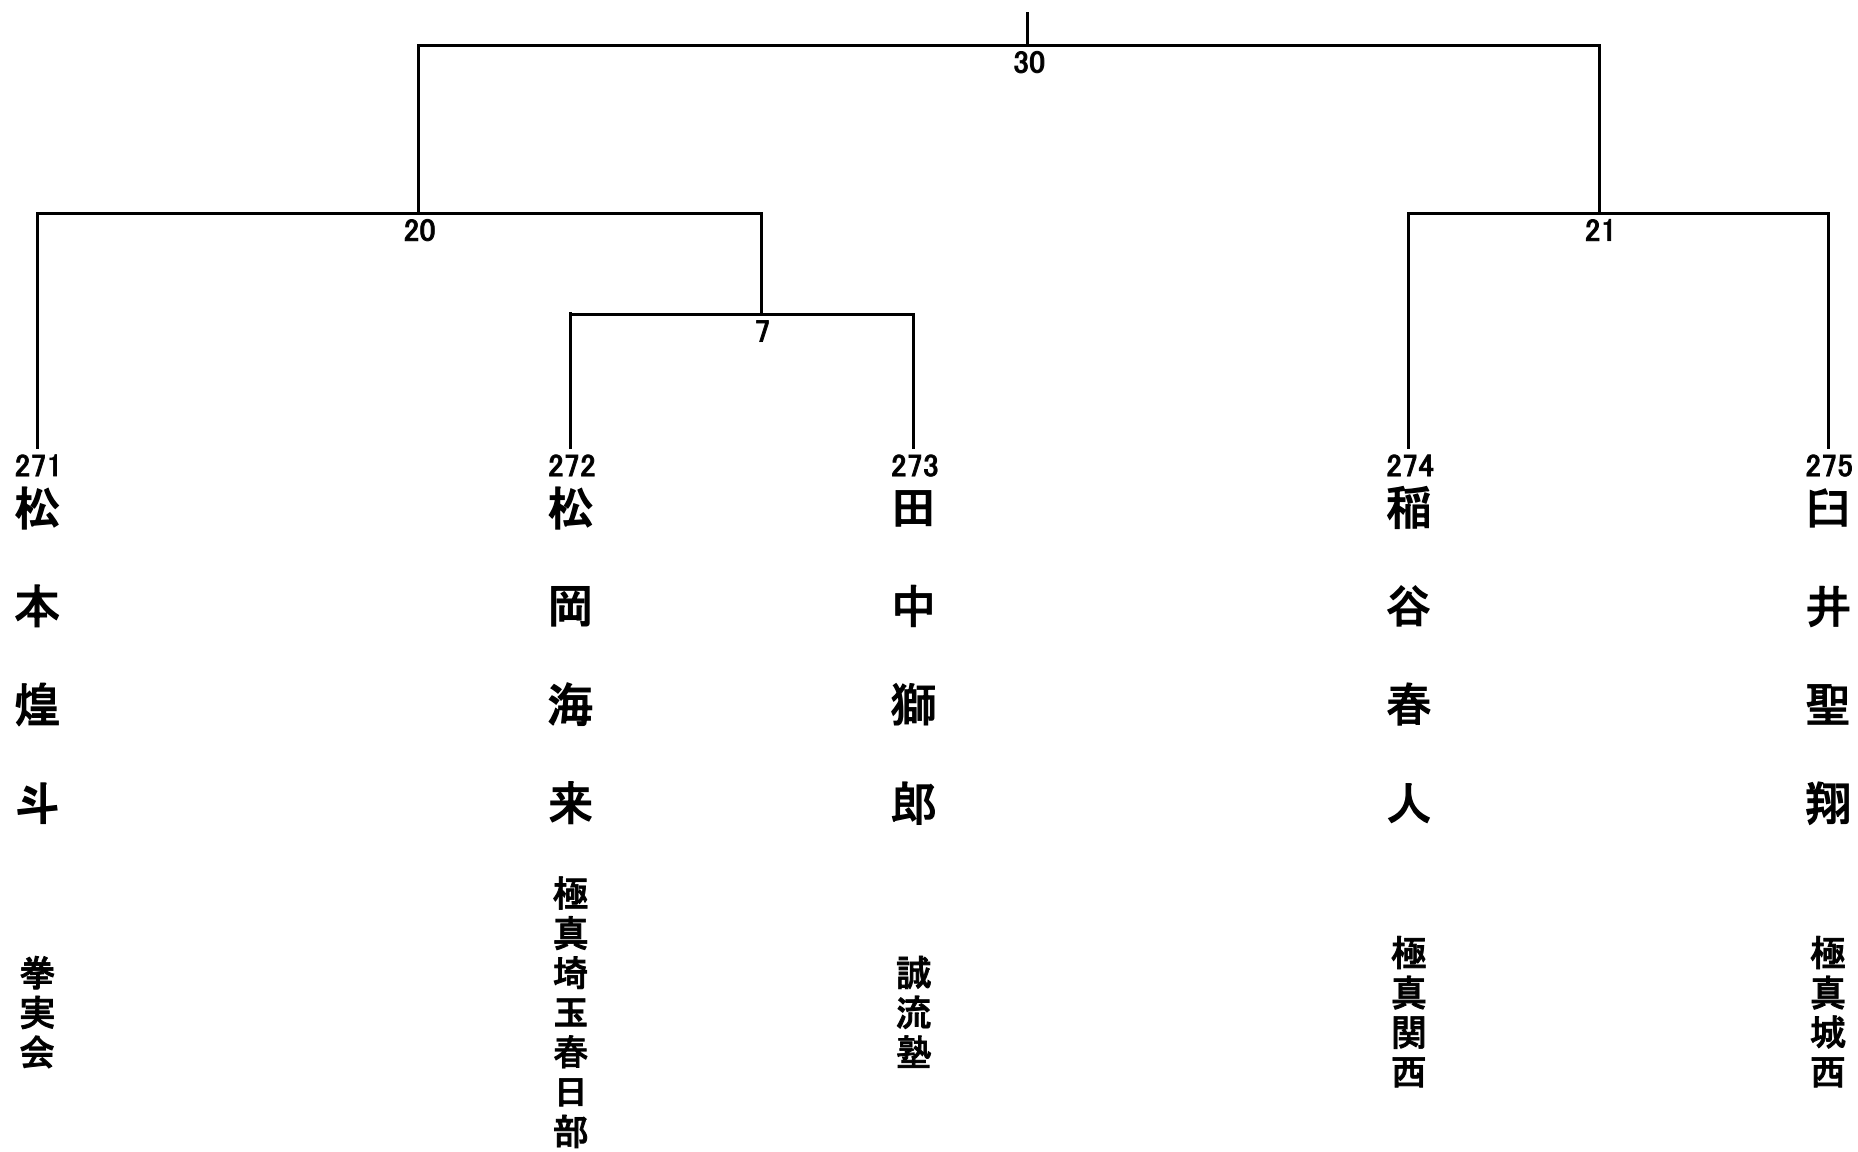 30
20
21
7
271
松本煌斗
拳実会
272
松岡海来
極真埼玉春日部
273
田中獅郎
誠流塾
274
稲谷春人
極真関西
275
臼井聖翔
極真城西